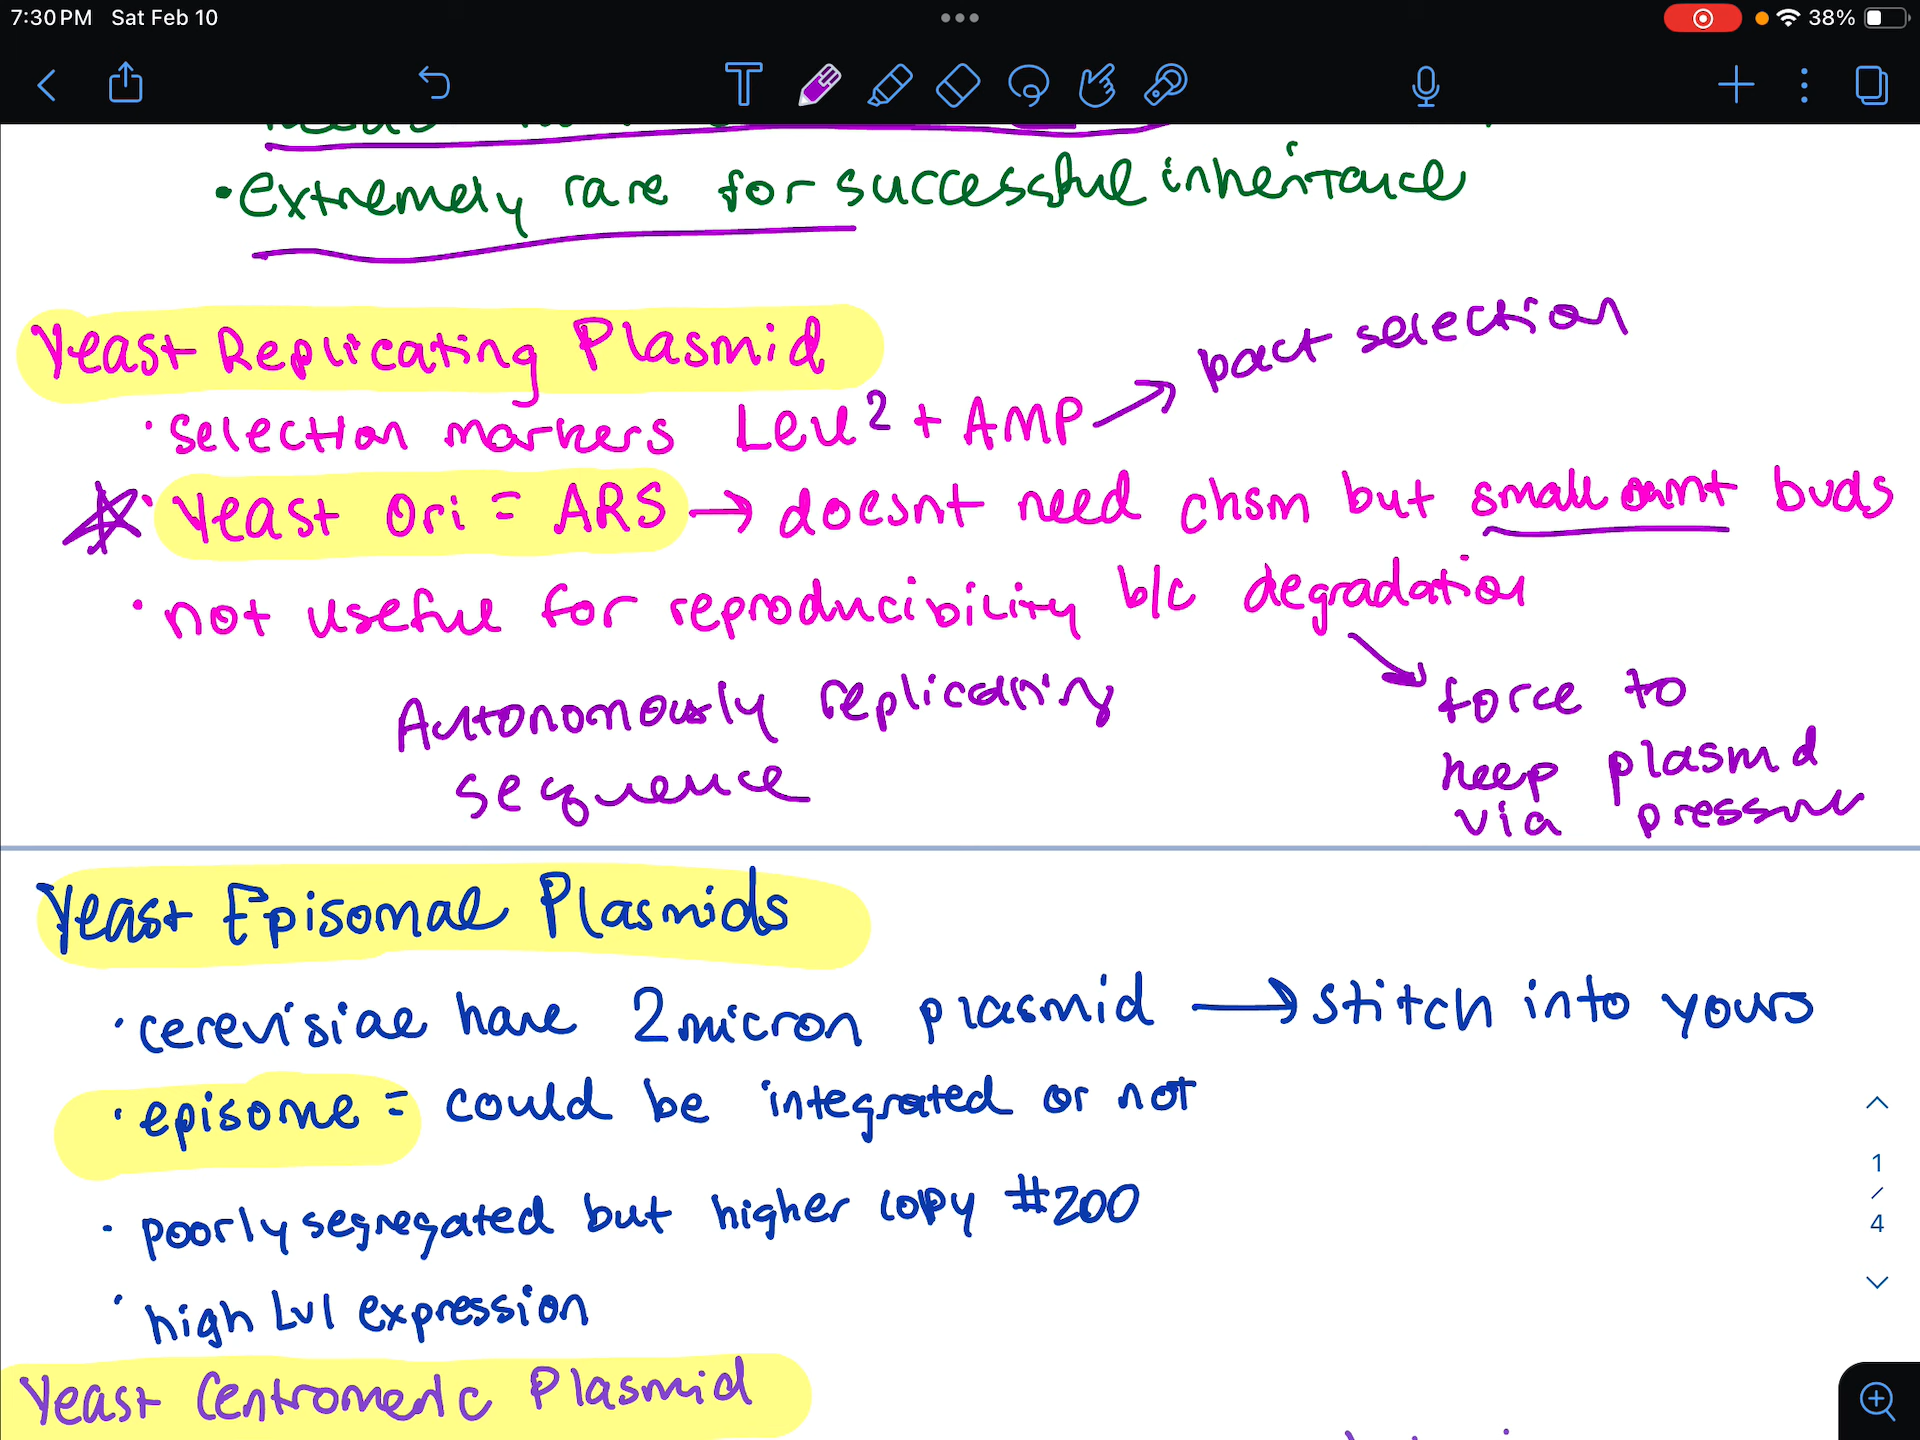 7:30 PM Sat Feb 10
38%
• extremely rare for successful inheritance
Yeast Replicating Plasmid
• selection markers Leu2 + AMP → bact selection
• Yeast Ori = ARS → doesnt need chsm but small amnt buds
• not useful for reproducibility b/c degradation
Autonomously replicating
sequence
force to
keep plasmd
via pressure
Yeast Episomal Plasmids
• cerevisiae have 2micron plasmid → stitch into yours
• episome = could be integrated or not
• poorly segregated but higher copy #200
• high Lvl expression
Yeast Centromeric Plasmid
1
/
4